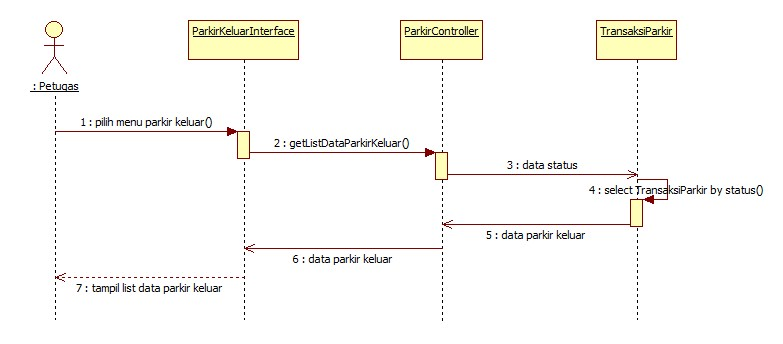 ParkirKeluarInterface
ParkirController
TransaksiParkir
: Petugas
1 : pilih menu parkir keluar()
2 : getListDataParkirKeluar()
3 : data status
4 : select TransaksiParkir by status()
5 : data parkir keluar
6 : data parkir keluar
7 : tampil list data parkir keluar